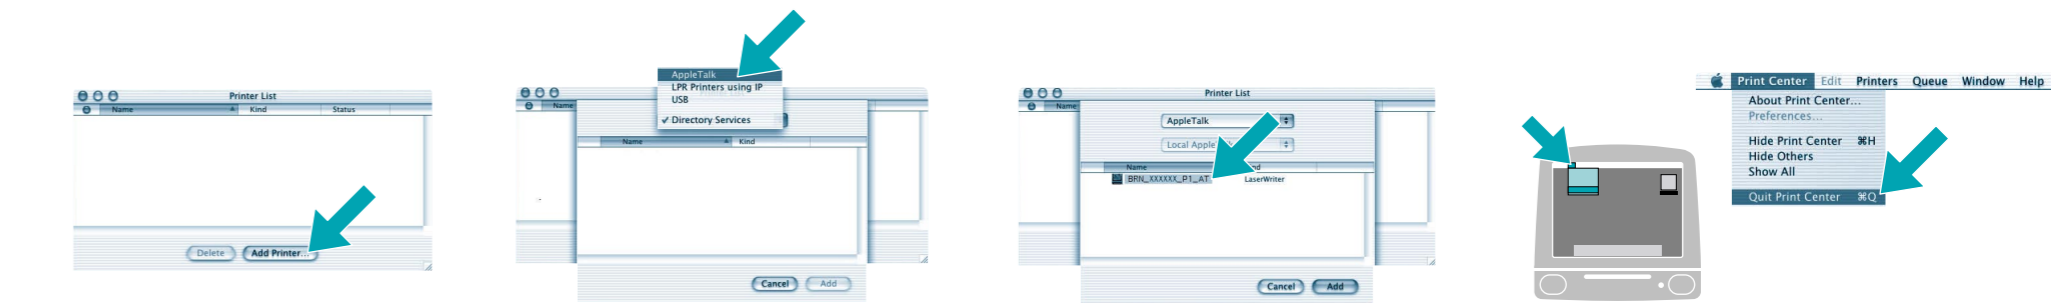 Printer List
Name Kind Status
Delete Add Printer...
AppleTalk
LPR Printers using IP
USB
✓ Directory Services
Name
Name Kind
Cancel Add
Printer List
Name
AppleTalk
Local Apple
Name
BRN_XXXXXX_P1_AT LaserWriter
Cancel Add
Print Center Edit Printers Queue Window Help
About Print Center...
Preferences...
Hide Print Center ⌘H
Hide Others
Show All
Quit Print Center ⌘Q